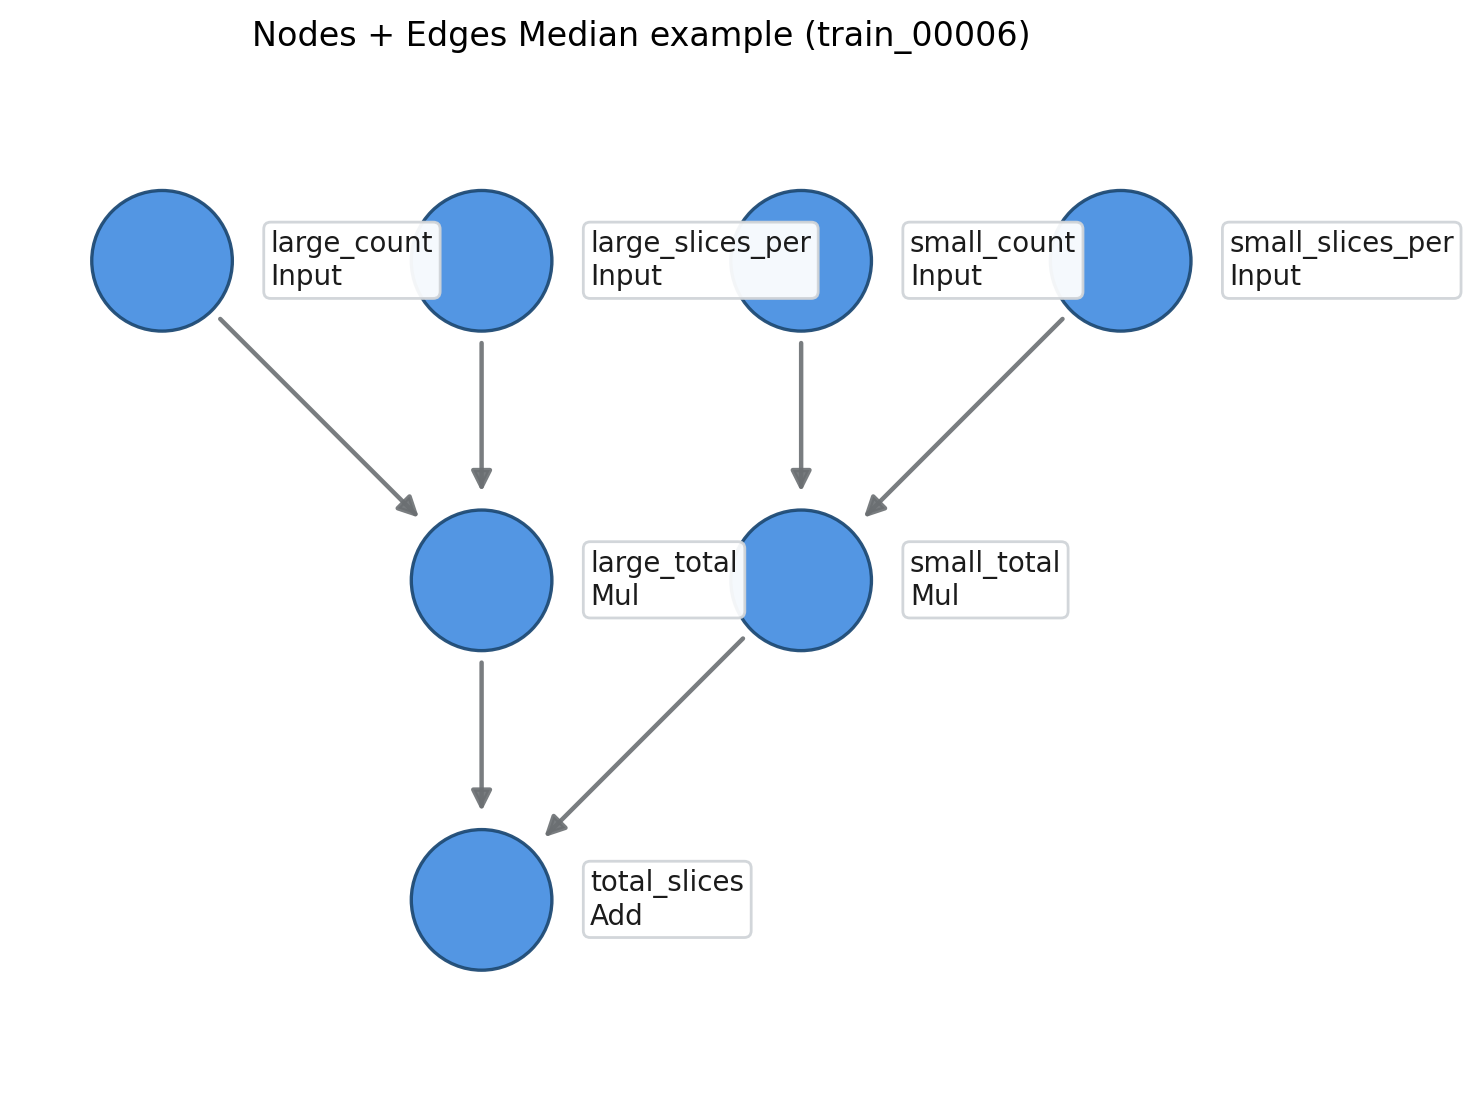 Nodes + Edges Median example (train_00006)
large_count
Input
large_slices_per
Input
small_count
Input
small_slices_per
Input
large_total
Mul
small_total
Mul
total_slices
Add